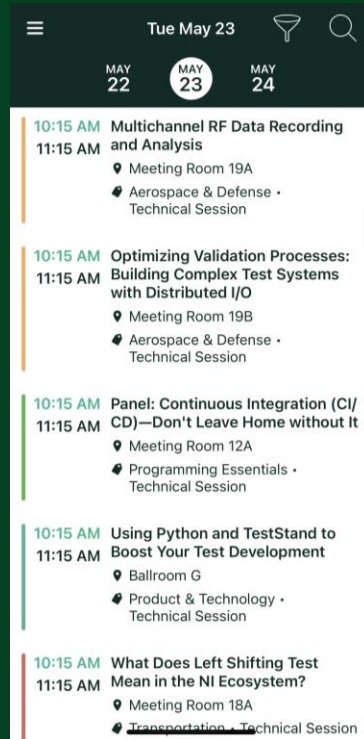 Tue May 23
MAY MAY MAY
22 23 24
10:15 AM Multichannel RF Data Recording
11:15 AM and Analysis
Meeting Room 19A
Aerospace & Defense •
Technical Session
10:15 AM Optimizing Validation Processes:
11:15 AM Building Complex Test Systems
with Distributed I/O
Meeting Room 19B
Aerospace & Defense •
Technical Session
10:15 AM Panel: Continuous Integration (CI/
11:15 AM CD)—Don't Leave Home without It
Meeting Room 12A
Programming Essentials •
Technical Session
10:15 AM Using Python and TestStand to
11:15 AM Boost Your Test Development
Ballroom G
Product & Technology •
Technical Session
10:15 AM What Does Left Shifting Test
11:15 AM Mean in the NI Ecosystem?
Meeting Room 18A
Transportation • Technical Session